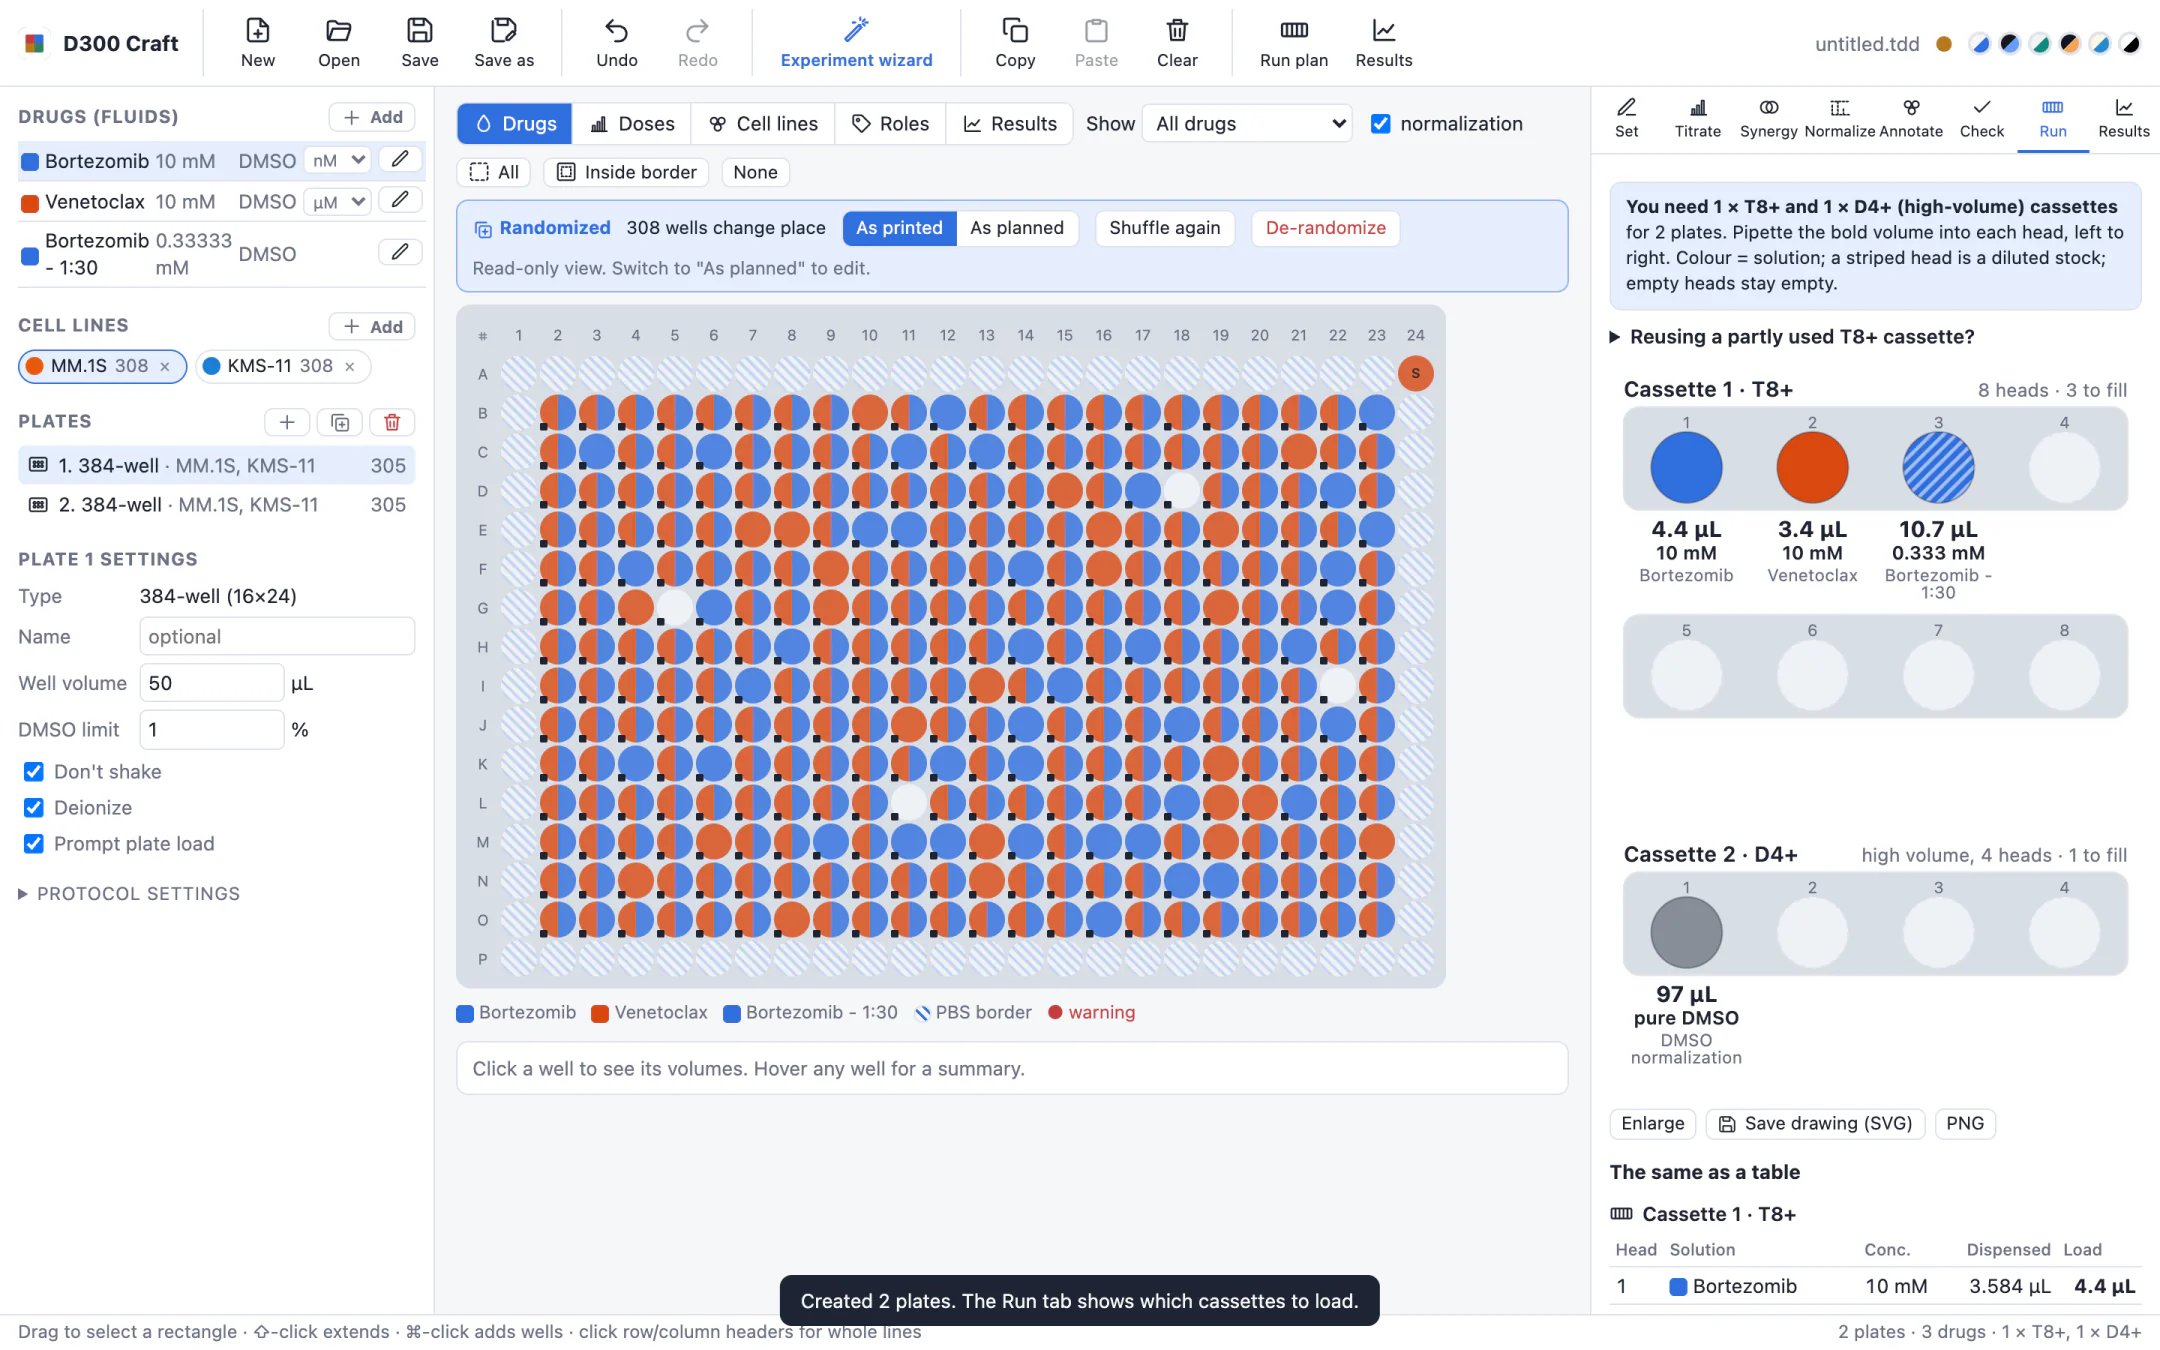 D300 Craft
New
Open
Save
Save as
Undo
Redo
Experiment wizard
Copy
Paste
Clear
Run plan
Results
untitled.tdd
DRUGS (FLUIDS)
Add
Bortezomib 10 mM DMSO nM
Venetoclax 10 mM DMSO µM
Bortezomib - 1:30 0.33333 mM DMSO
CELL LINES
Add
MM.1S 308 ×
KMS-11 308 ×
PLATES
1. 384-well · MM.1S, KMS-11 305
2. 384-well · MM.1S, KMS-11 305
PLATE 1 SETTINGS
Type 384-well (16×24)
Name optional
Well volume 50 µL
DMSO limit 1 %
Don't shake
Deionize
Prompt plate load
PROTOCOL SETTINGS
Drugs
Doses
Cell lines
Roles
Results
Show All drugs
normalization
All
Inside border
None
Randomized 308 wells change place As printed As planned Shuffle again De-randomize
Read-only view. Switch to "As planned" to edit.
# 1 2 3 4 5 6 7 8 9 10 11 12 13 14 15 16 17 18 19 20 21 22 23 24
A S
B
C
D
E
F
G
H
I
J
K
L
M
N
O
P
Bortezomib Venetoclax Bortezomib - 1:30 PBS border warning
Click a well to see its volumes. Hover any well for a summary.
Set
Titrate
Synergy
Normalize
Annotate
Check
Run
Results
You need 1 × T8+ and 1 × D4+ (high-volume) cassettes
for 2 plates. Pipette the bold volume into each head, left to
right. Colour = solution; a striped head is a diluted stock;
empty heads stay empty.
Reusing a partly used T8+ cassette?
Cassette 1 · T8+ 8 heads · 3 to fill
1 2 3 4
4.4 µL 3.4 µL 10.7 µL
10 mM 10 mM 0.333 mM
Bortezomib Venetoclax Bortezomib -
1:30
5 6 7 8
Cassette 2 · D4+ high volume, 4 heads · 1 to fill
1 2 3 4
97 µL
pure DMSO
DMSO
normalization
Enlarge
Save drawing (SVG)
PNG
The same as a table
Cassette 1 · T8+
Head Solution Conc. Dispensed Load
1 Bortezomib 10 mM 3.584 µL 4.4 µL
Created 2 plates. The Run tab shows which cassettes to load.
Drag to select a rectangle · ⇧-click extends · ⌘-click adds wells · click row/column headers for whole lines
2 plates · 3 drugs · 1 × T8+, 1 × D4+